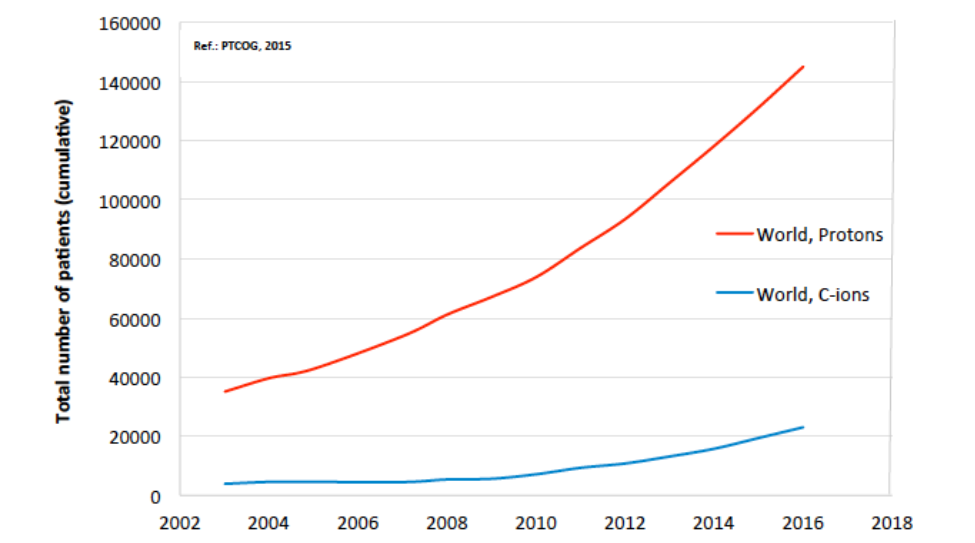 160000
Ref.: PTCOG, 2015
140000
120000
100000
80000
60000
40000
20000
0
Total number of patients (cumulative)
World, Protons
World, C-ions
2002 2004 2006 2008 2010 2012 2014 2016 2018